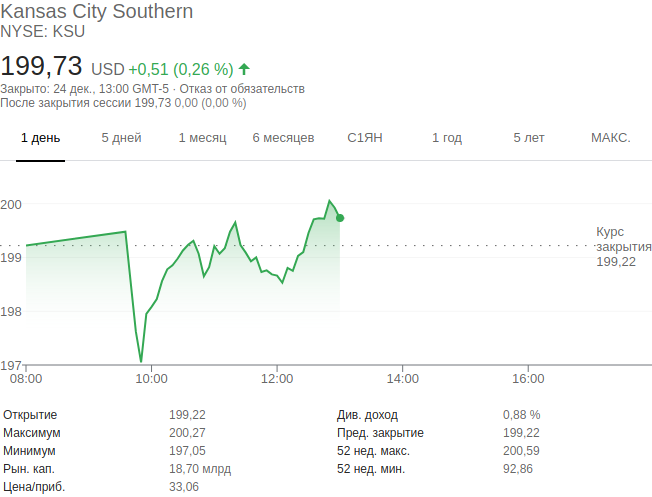 Kansas City Southern
NYSE: KSU
199,73 USD +0,51 (0,26 %)
Закрыто: 24 дек., 13:00 GMT-5 · Отказ от обязательств
После закрытия сессии 199,73 0,00 (0,00 %)
1 день 5 дней 1 месяц 6 месяцев С1ЯН 1 год 5 лет МАКС.
200
199
198
197
Курс
закрытия
199,22
08:00 10:00 12:00 14:00 16:00
Открытие 199,22 Див. доход 0,88 %
Максимум 200,27 Пред. закрытие 199,22
Минимум 197,05 52 нед. макс. 200,59
Рын. кап. 18,70 млрд 52 нед. мин. 92,86
Цена/приб. 33,06